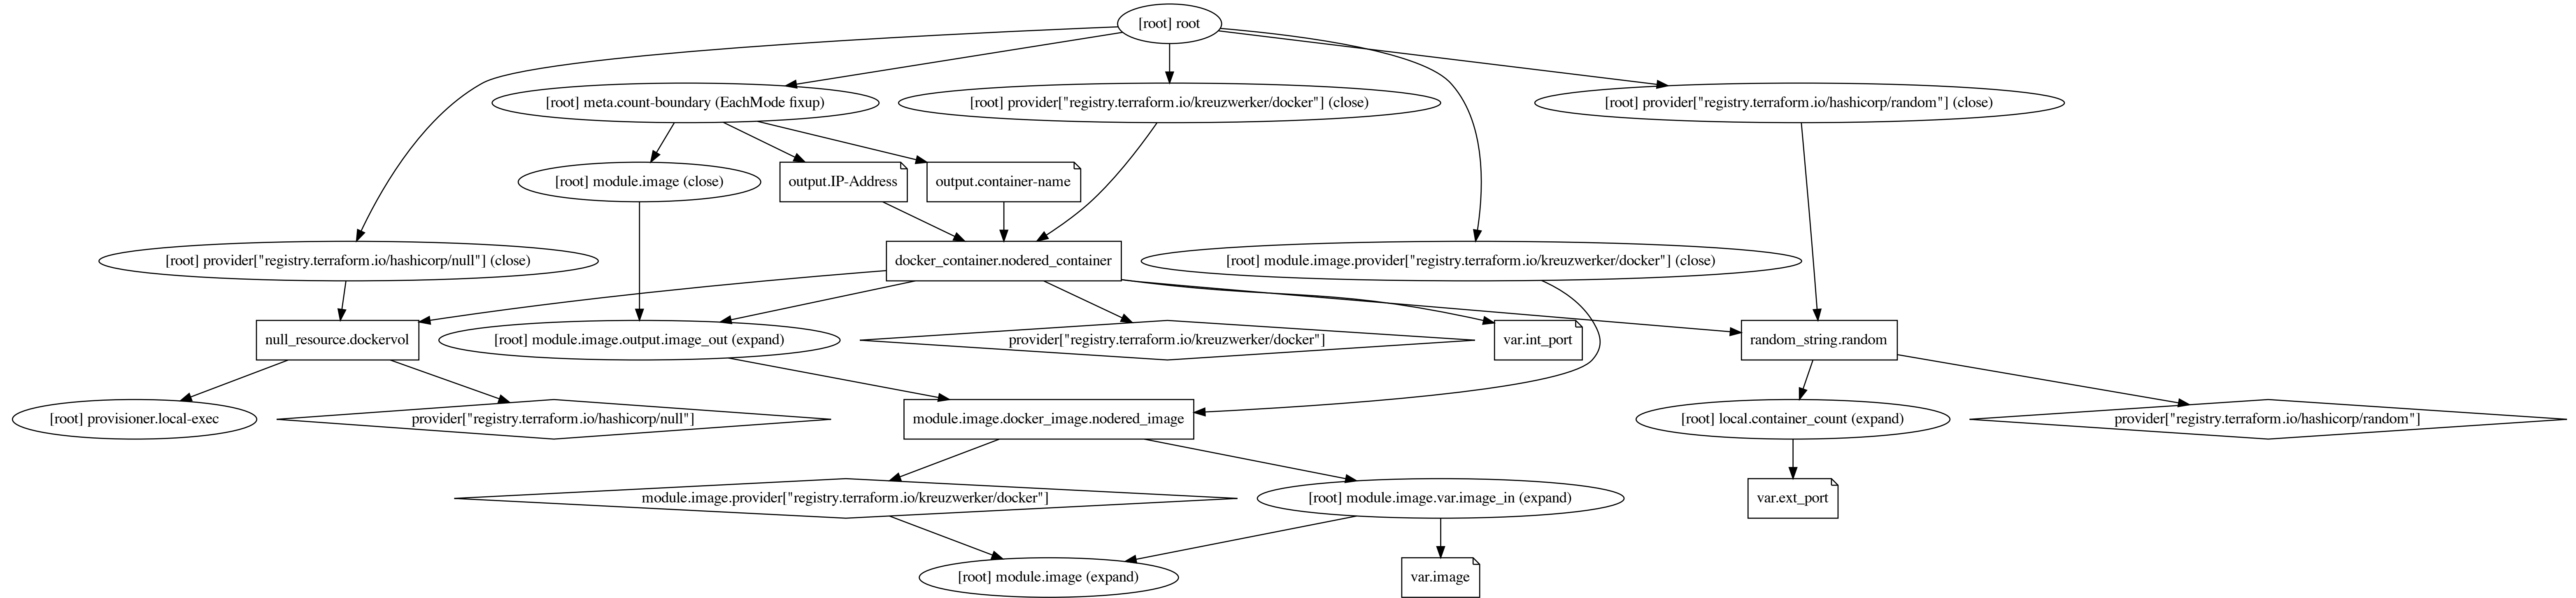 [root] root
[root] meta.count-boundary (EachMode fixup)
[root] provider["registry.terraform.io/kreuzwerker/docker"] (close)
[root] provider["registry.terraform.io/hashicorp/random"] (close)
[root] module.image (close)
output.IP-Address
output.container-name
[root] provider["registry.terraform.io/hashicorp/null"] (close)
docker_container.nodered_container
[root] module.image.provider["registry.terraform.io/kreuzwerker/docker"] (close)
null_resource.dockervol
[root] module.image.output.image_out (expand)
provider["registry.terraform.io/kreuzwerker/docker"]
var.int_port
random_string.random
[root] provisioner.local-exec
provider["registry.terraform.io/hashicorp/null"]
module.image.docker_image.nodered_image
[root] local.container_count (expand)
provider["registry.terraform.io/hashicorp/random"]
module.image.provider["registry.terraform.io/kreuzwerker/docker"]
[root] module.image.var.image_in (expand)
var.ext_port
[root] module.image (expand)
var.image